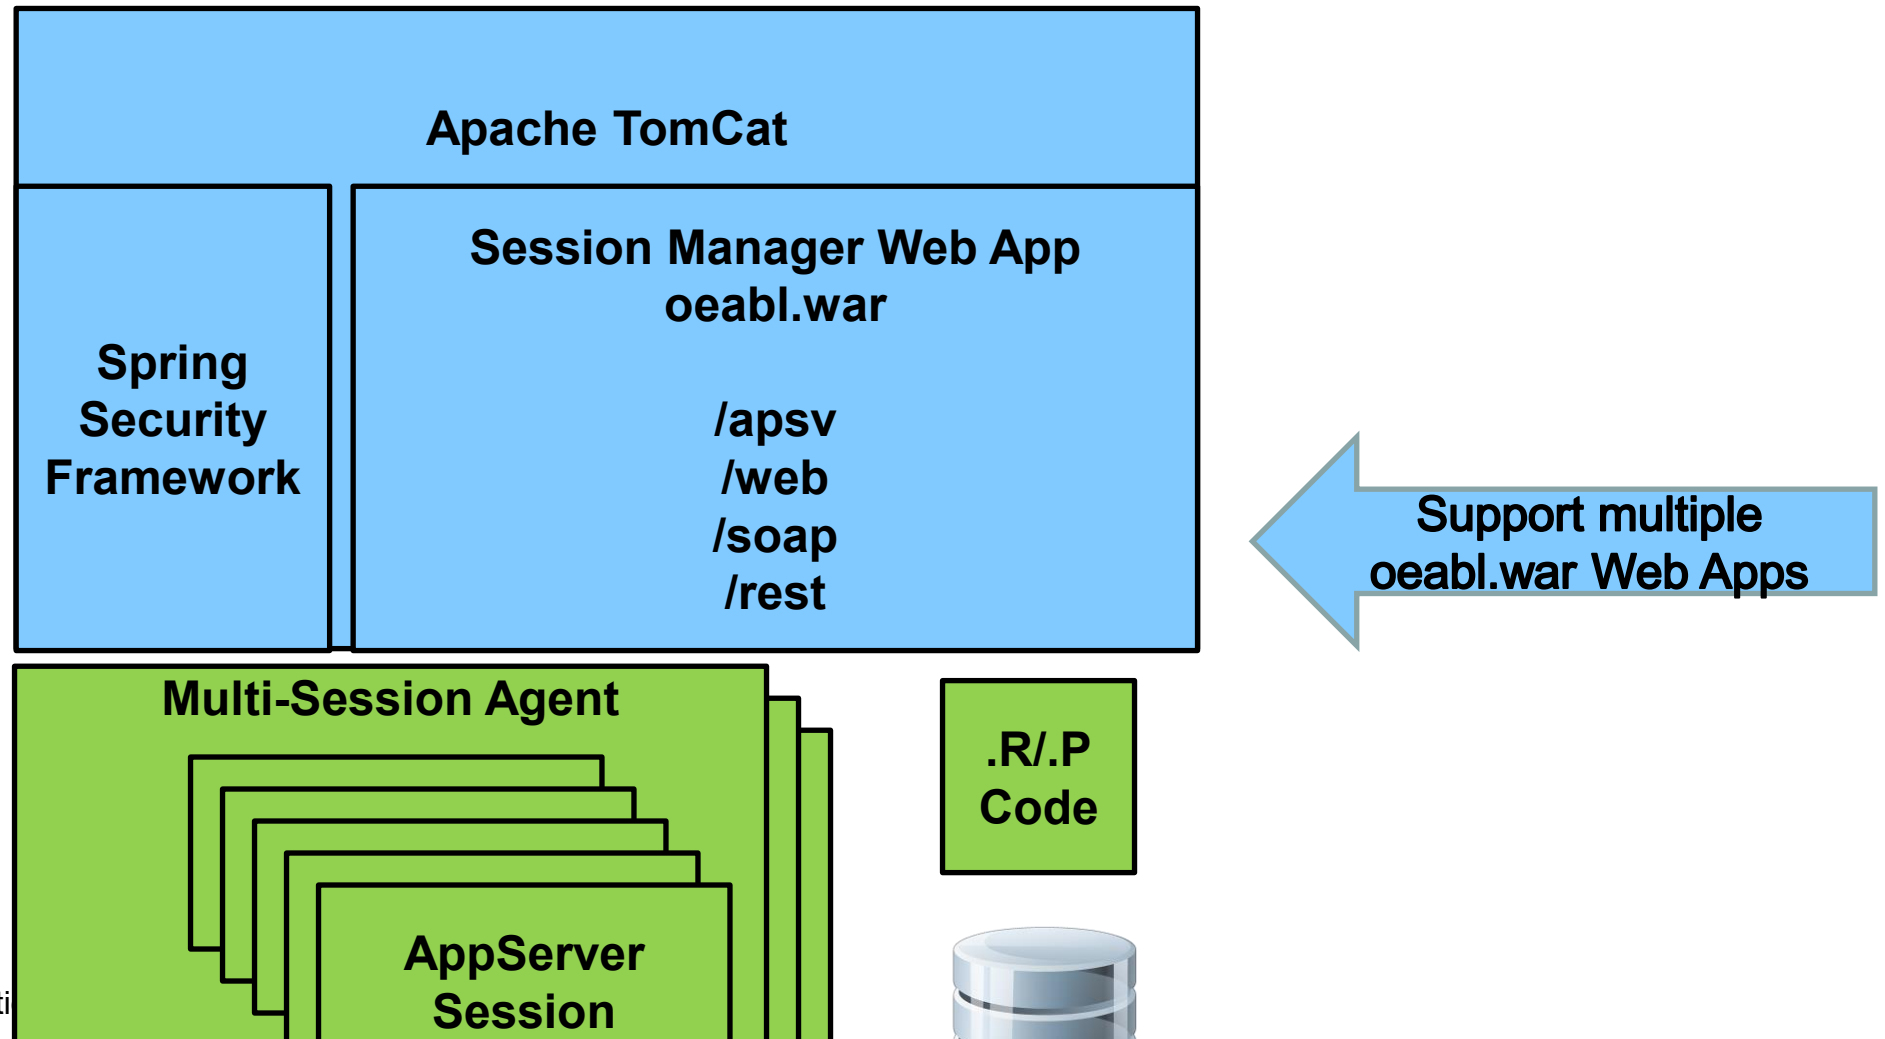 Apache TomCat
Session Manager Web App
oeabl.war
Spring
Security
Framework
/apsv
/web
/soap
/rest
Support multiple
oeabl.war Web Apps
Multi-Session Agent
.R/.P
Code
AppServer
Session